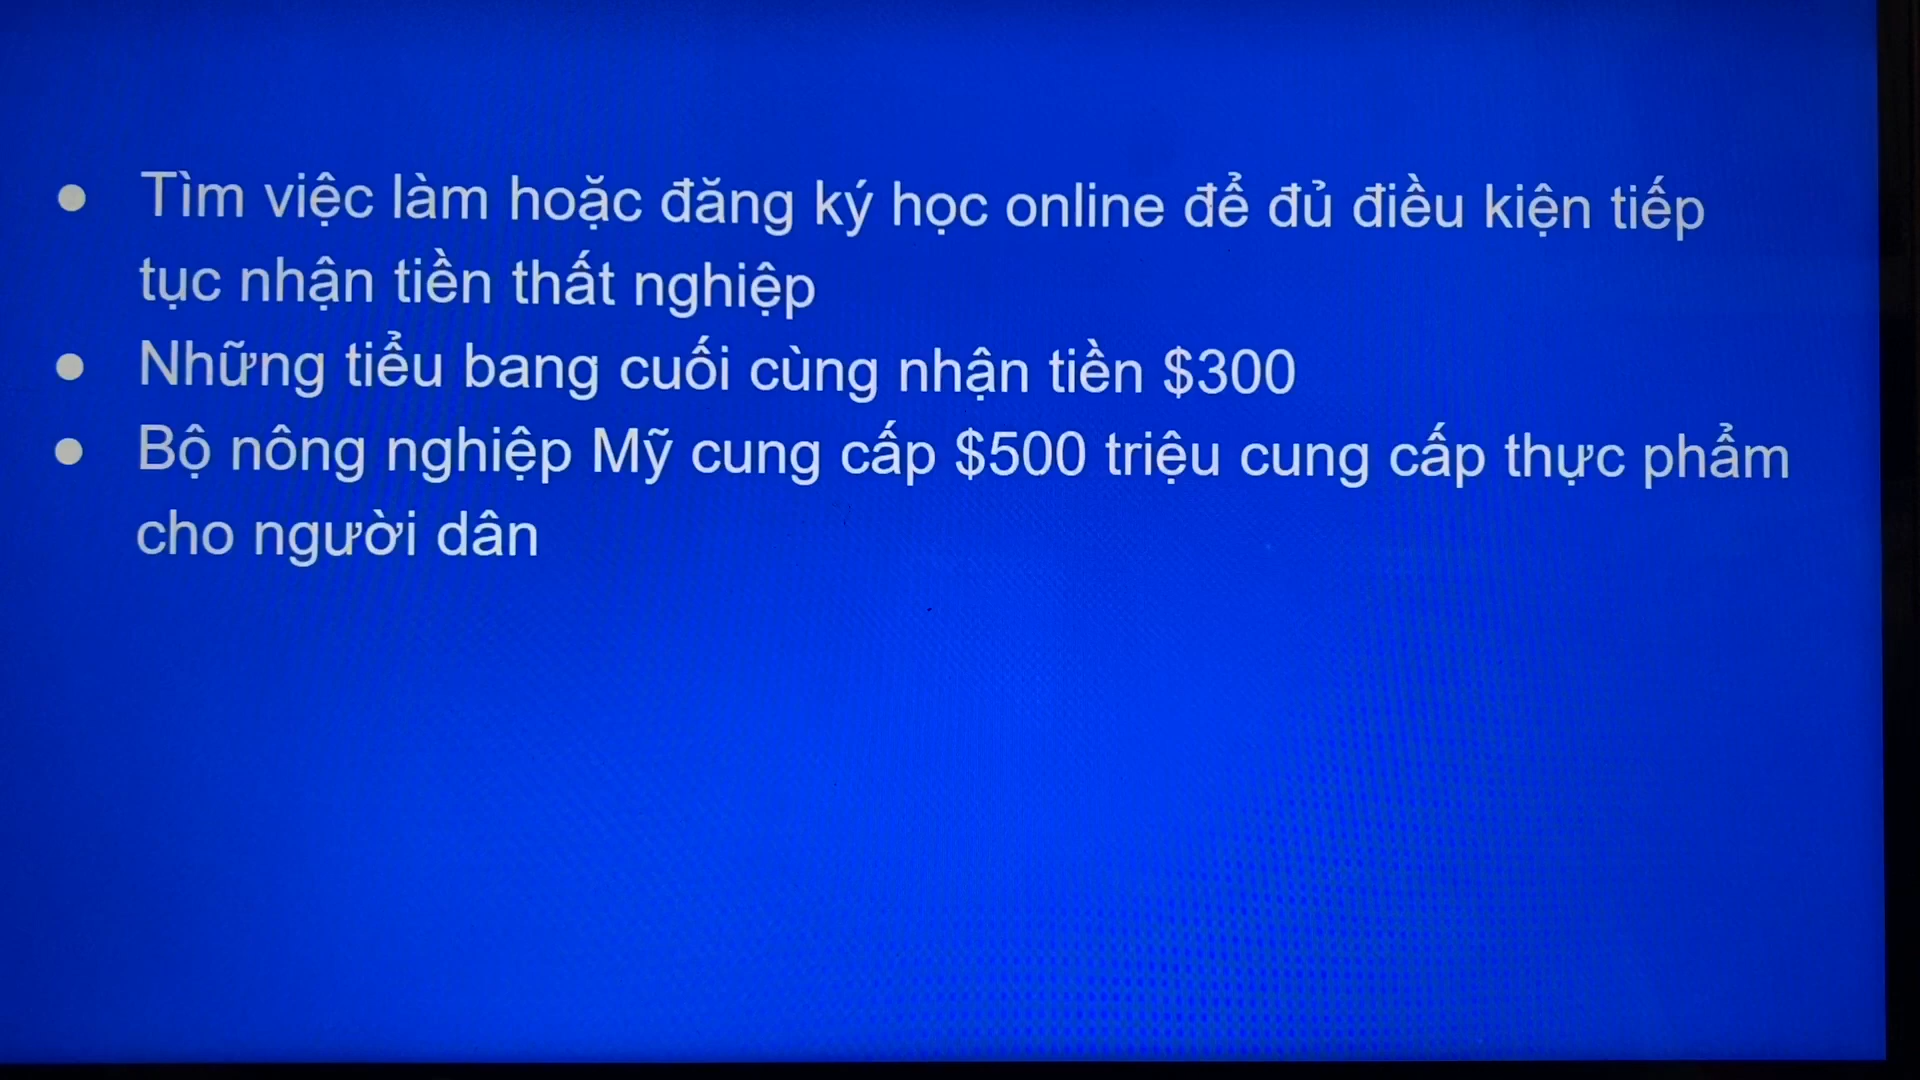 ● Tìm việc làm hoặc đăng ký học online để đủ điều kiện tiếp
tục nhận tiền thất nghiệp
● Những tiểu bang cuối cùng nhận tiền $300
● Bộ nông nghiệp Mỹ cung cấp $500 triệu cung cấp thực phẩm
cho người dân